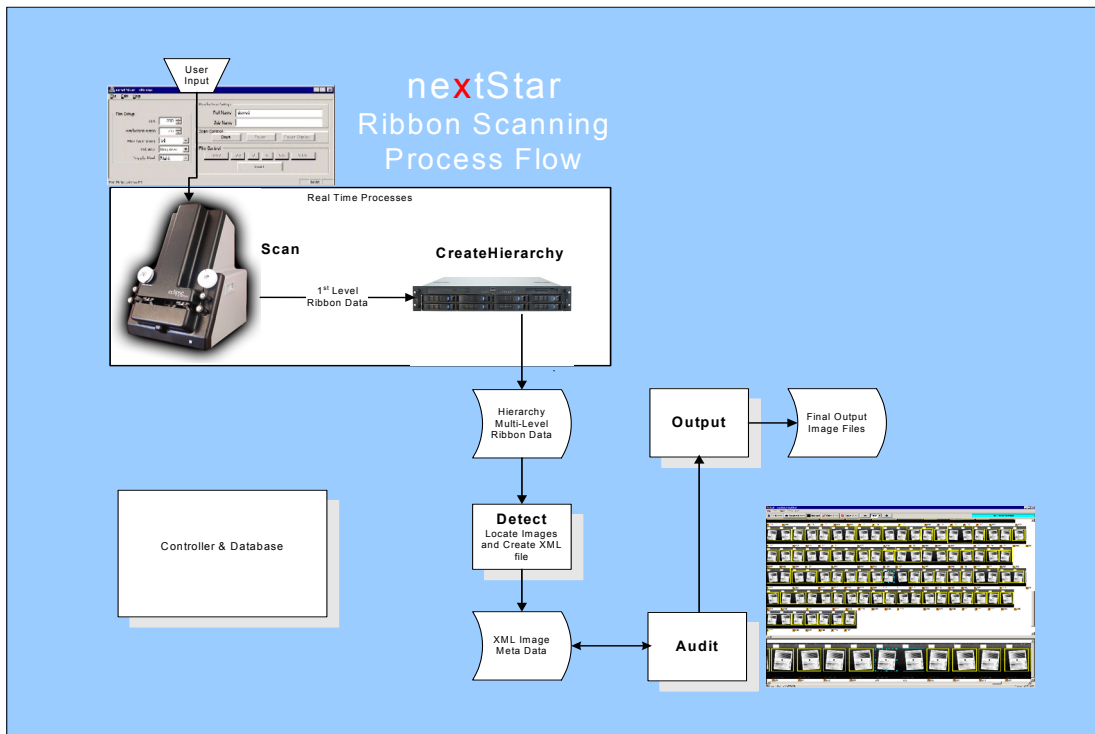 User
Input
nextStar
Ribbon Scanning
Process Flow
Real Time Processes
Scan
CreateHierarchy
1st Level
Ribbon Data
Hierarchy
Multi-Level
Ribbon Data
Output
Final Output
Image Files
Detect
Locate Images
and Create XML
file
Controller & Database
XML Image
Meta Data
Audit